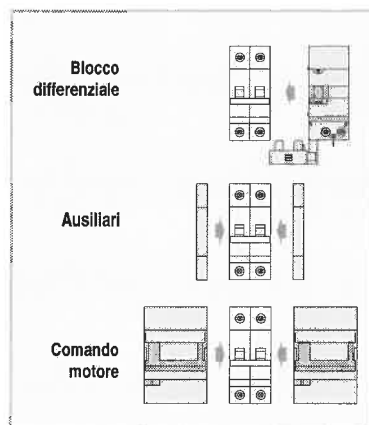 Blocco
differenziale
Ausiliari
Comando
motore